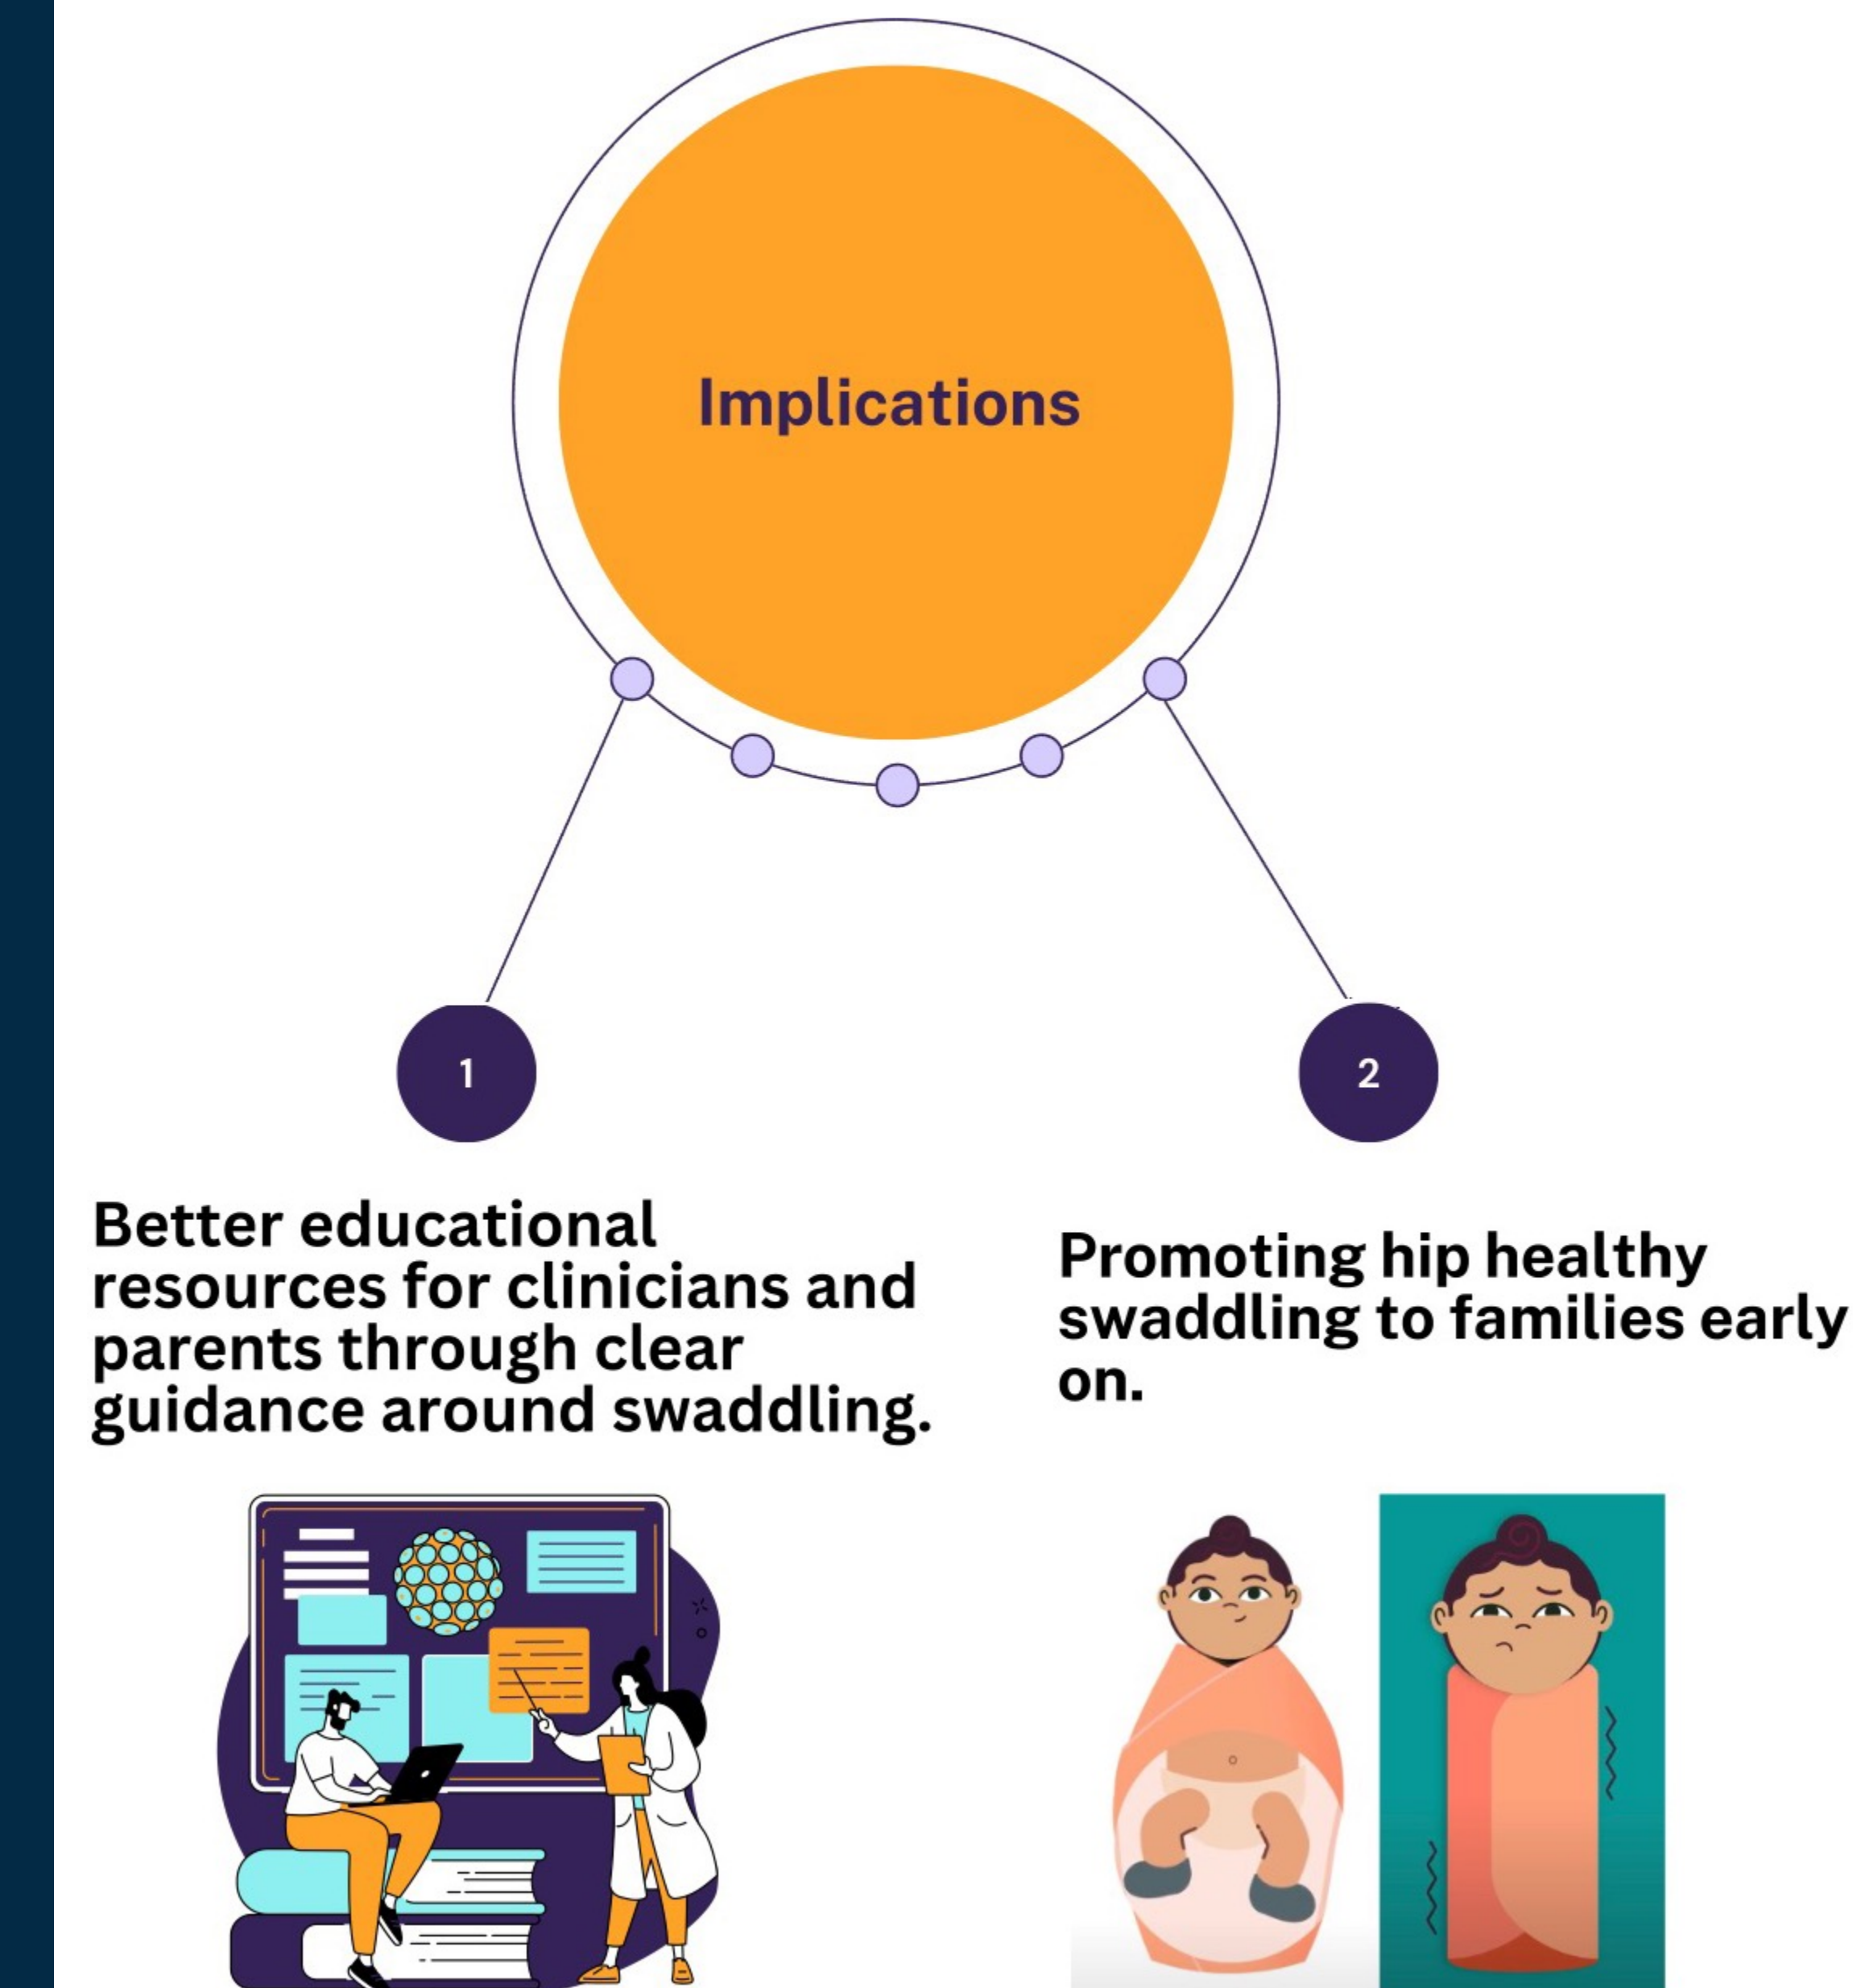 Implications
1
Better educational
resources for clinicians and
parents through clear
guidance around swaddling.
2
Promoting hip healthy
swaddling to families early
on.